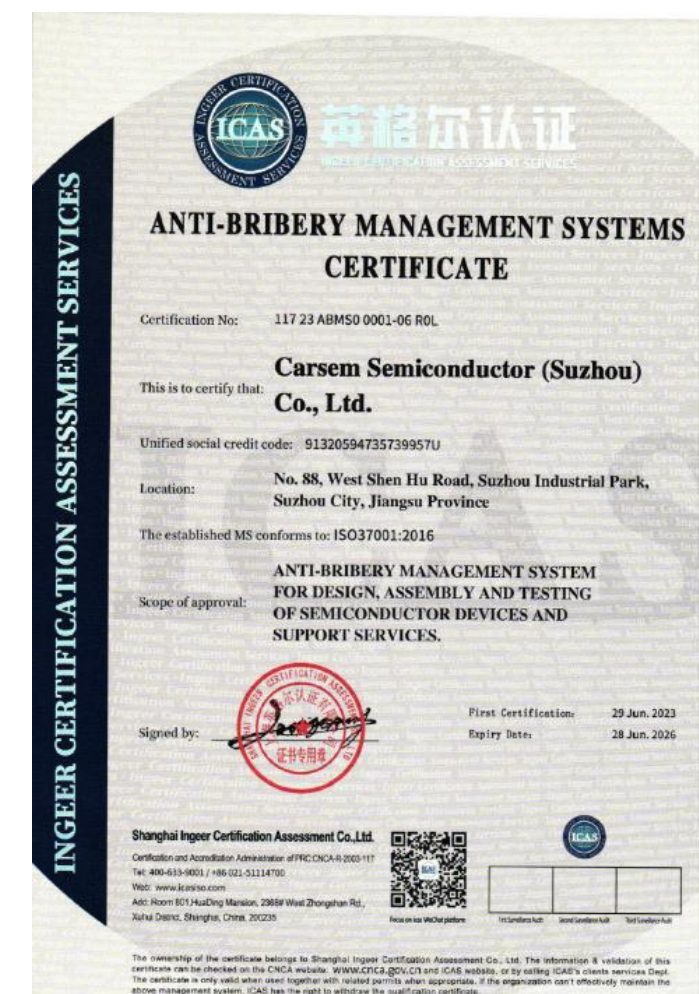 INGEER CERTIFICATION ASSESSMENT SERVICES
INGEER CERTIFICATION ASSESSMENT SERVICES
ICAS
英格尔认证
INGEER CERTIFICATION ASSESSMENT SERVICES
ANTI-BRIBERY MANAGEMENT SYSTEMS
CERTIFICATE
Certification No: 117 23 ABMS0 0001-06 R0L
This is to certify that: Carsem Semiconductor (Suzhou)
Co., Ltd.
Unified social credit code: 91320594735739957U
Location: No. 88, West Shen Hu Road, Suzhou Industrial Park,
Suzhou City, Jiangsu Province
The established MS conforms to: ISO37001:2016
Scope of approval: ANTI-BRIBERY MANAGEMENT SYSTEM
FOR DESIGN, ASSEMBLY AND TESTING
OF SEMICONDUCTOR DEVICES AND
SUPPORT SERVICES.
First Certification: 29 Jun. 2023
Expiry Date: 28 Jun. 2026
Signed by:
证书专用章
Shanghai Ingeer Certification Assessment Co.,Ltd.
Certification and Accreditation Administration of PRC:CNCA-R-2003-117
Tel: 400-633-9001 / +86 021-51114700
Web: www.icasiso.com
Add: Room 801,HuaDing Mansion, 2368# West Zhongshan Rd.,
Xuhui District, Shanghai, China, 200235
ICAS
ICAS
Focus on icas WeChat platform
First Surveillance Audit Second Surveillance Audit Third Surveillance Audit
The ownership of the certificate belongs to Shanghai Ingeer Certification Assessment Co., Ltd. The information & validation of this
certificate can be checked on the CNCA website: www.cnca.gov.cn and ICAS website, or by calling ICAS's clients services Dept.
The certificate is only valid when used together with related permits when appropriate. If the organization can't effectively maintain the
above management system, ICAS has the right to withdraw the qualification certificate.